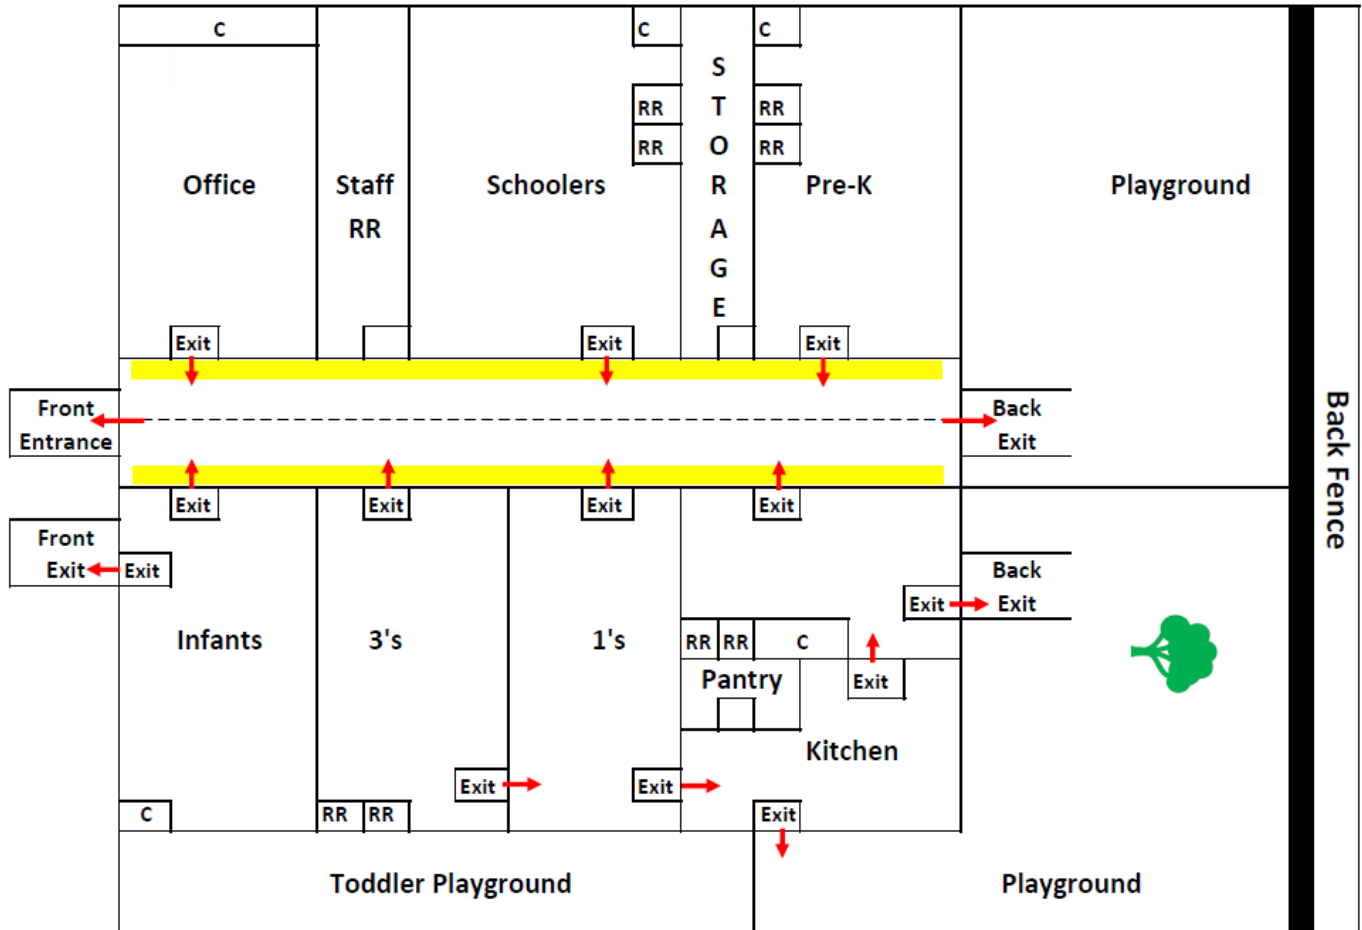 C
C
C
S
T
O
R
A
G
E
RR
RR
RR
RR
Office
Staff
RR
Schoolers
Pre-K
Playground
Exit
Exit
Exit
Front
Entrance
Back
Exit
Back Fence
Exit
Exit
Exit
Exit
Front
Exit
Exit
Back
Exit
Exit
Infants
3's
1's
RR
RR
C
Pantry
Exit
Kitchen
Exit
Exit
C
RR
RR
Exit
Toddler Playground
Playground